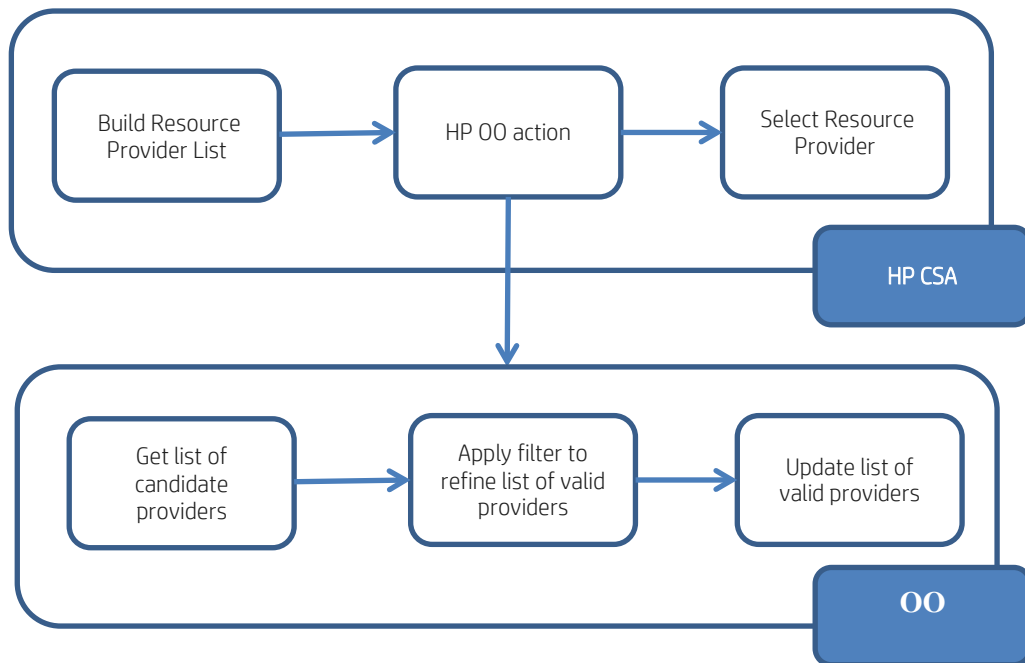 Build Resource
Provider List
HP OO action
Select Resource
Provider
HP CSA
Get list of
candidate
providers
Apply filter to
refine list of valid
providers
Update list of
valid providers
OO